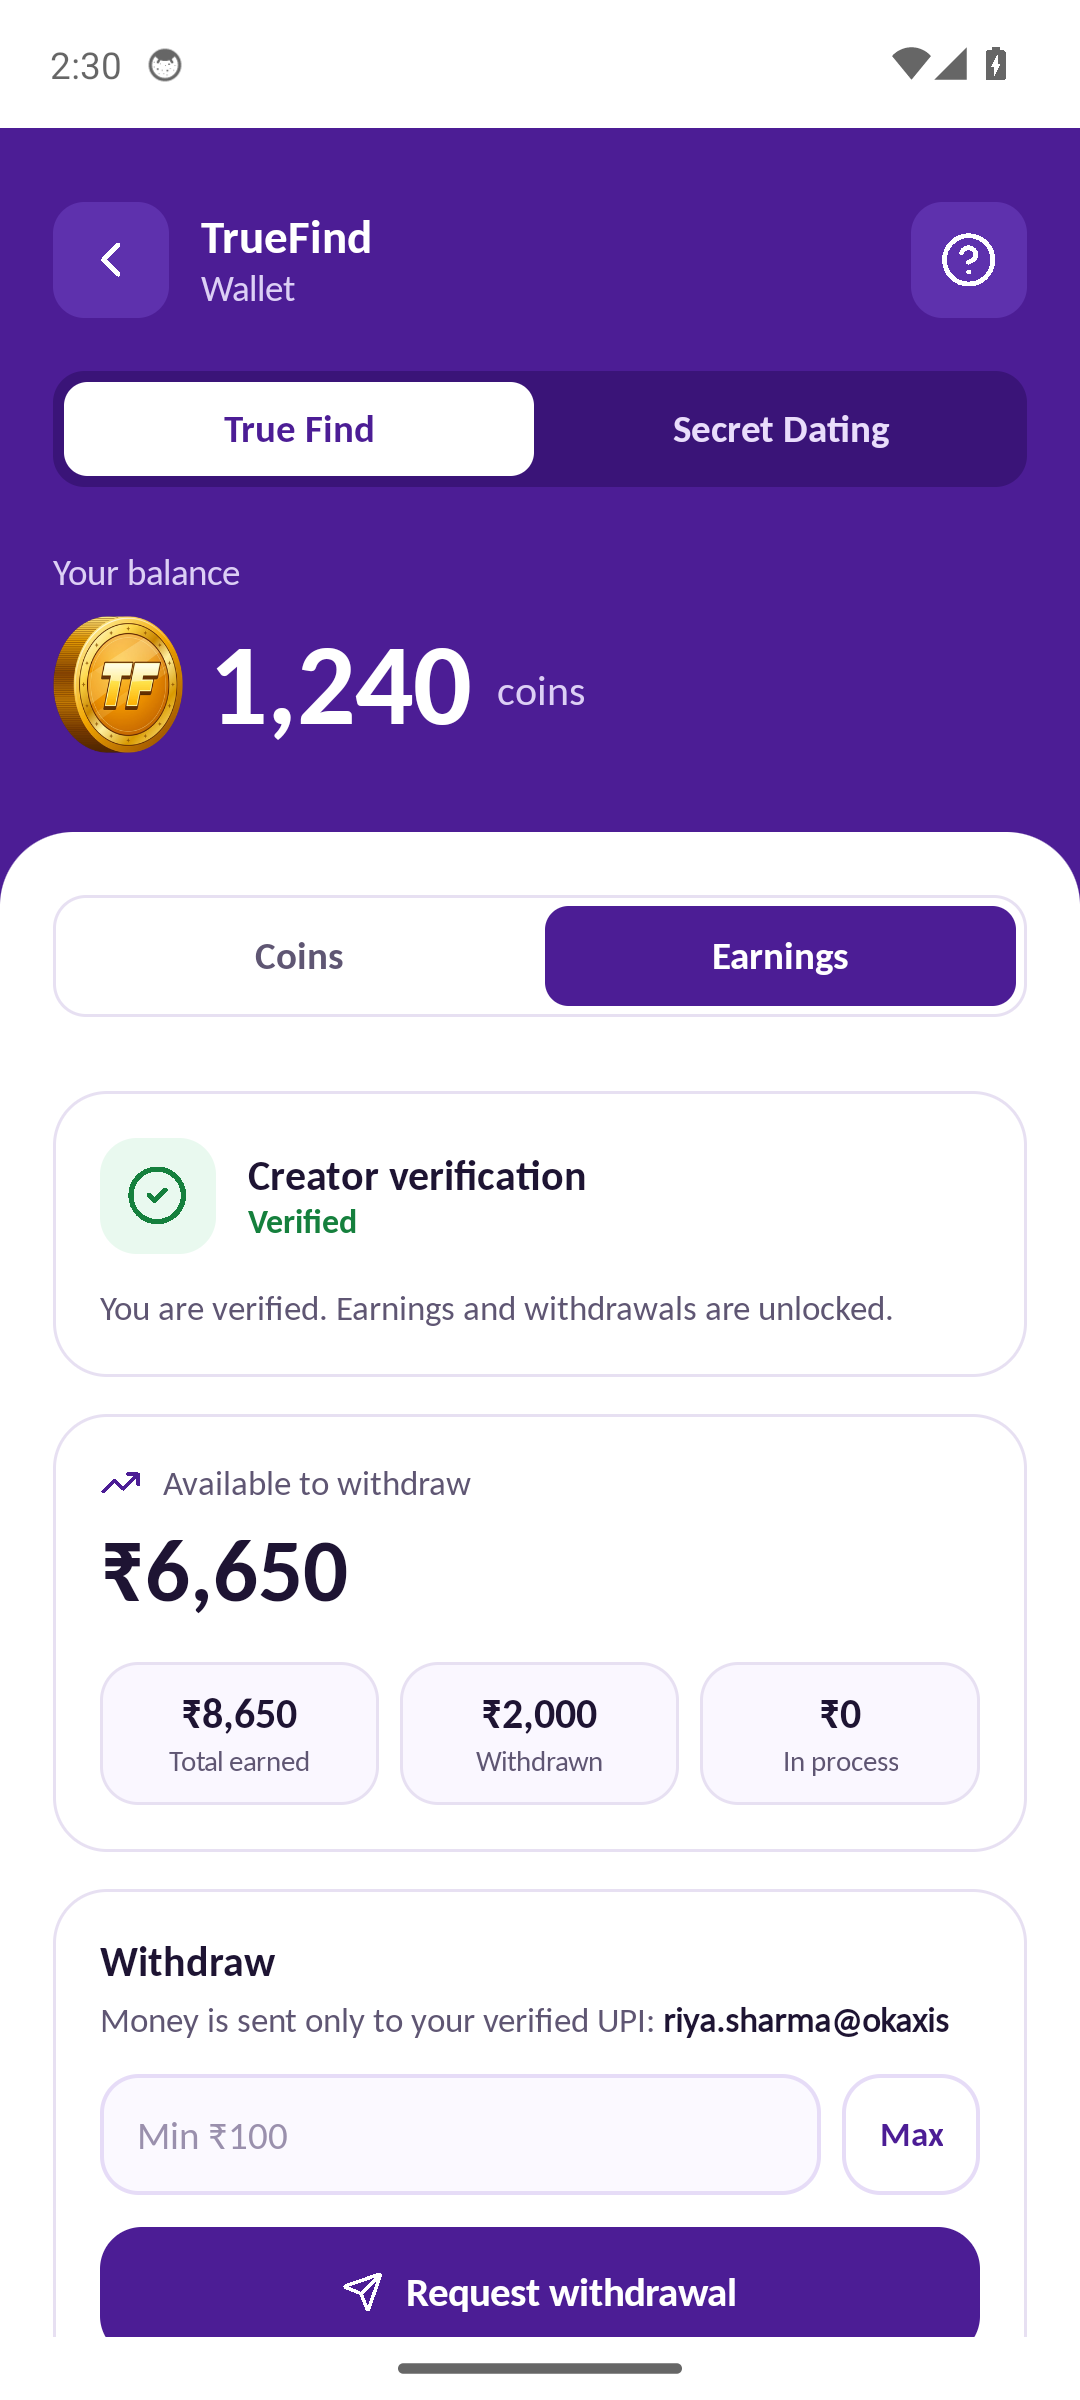 2:30
TrueFind
Wallet
True Find
Secret Dating
Your balance
TF
1,240 coins
Coins
Earnings
Creator verification
Verified
You are verified. Earnings and withdrawals are unlocked.
Available to withdraw
₹6,650
₹8,650
Total earned
₹2,000
Withdrawn
₹0
In process
Withdraw
Money is sent only to your verified UPI: riya.sharma@okaxis
Min ₹100
Max
Request withdrawal